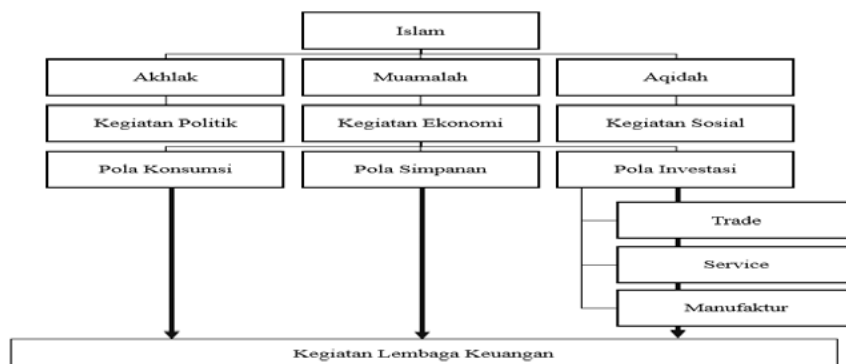 Islam
Akhlak
Muamalah
Aqidah
Kegiatan Politik
Kegiatan Ekonomi
Kegiatan Sosial
Pola Konsumsi
Pola Simpanan
Pola Investasi
Trade
Service
Manufaktur
Kegiatan Lembaga Keuangan